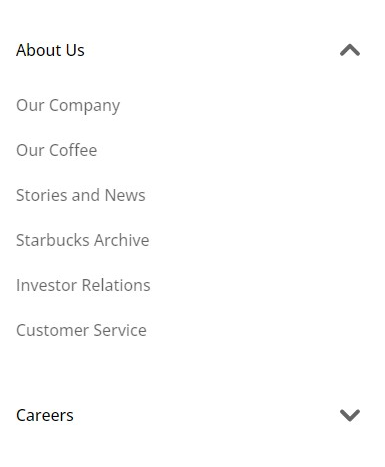 About Us
Our Company
Our Coffee
Stories and News
Starbucks Archive
Investor Relations
Customer Service
Careers